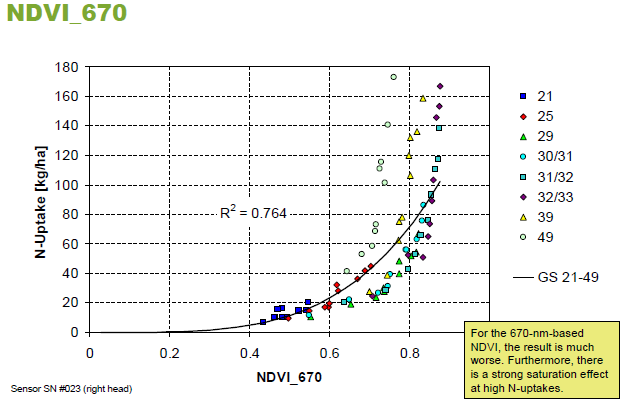 NDVI_670
180
160
140
120
100
80
60
40
20
0
N-Uptake [kg/ha]
R² = 0.764
0
0.2
0.4
0.6
0.8
NDVI_670
21
25
29
30/31
31/32
32/33
39
49
GS 21-49
For the 670-nm-based
NDVI, the result is much
worse. Furthermore, there
is a strong saturation effect
at high N-uptakes.
Sensor SN #023 (right head)